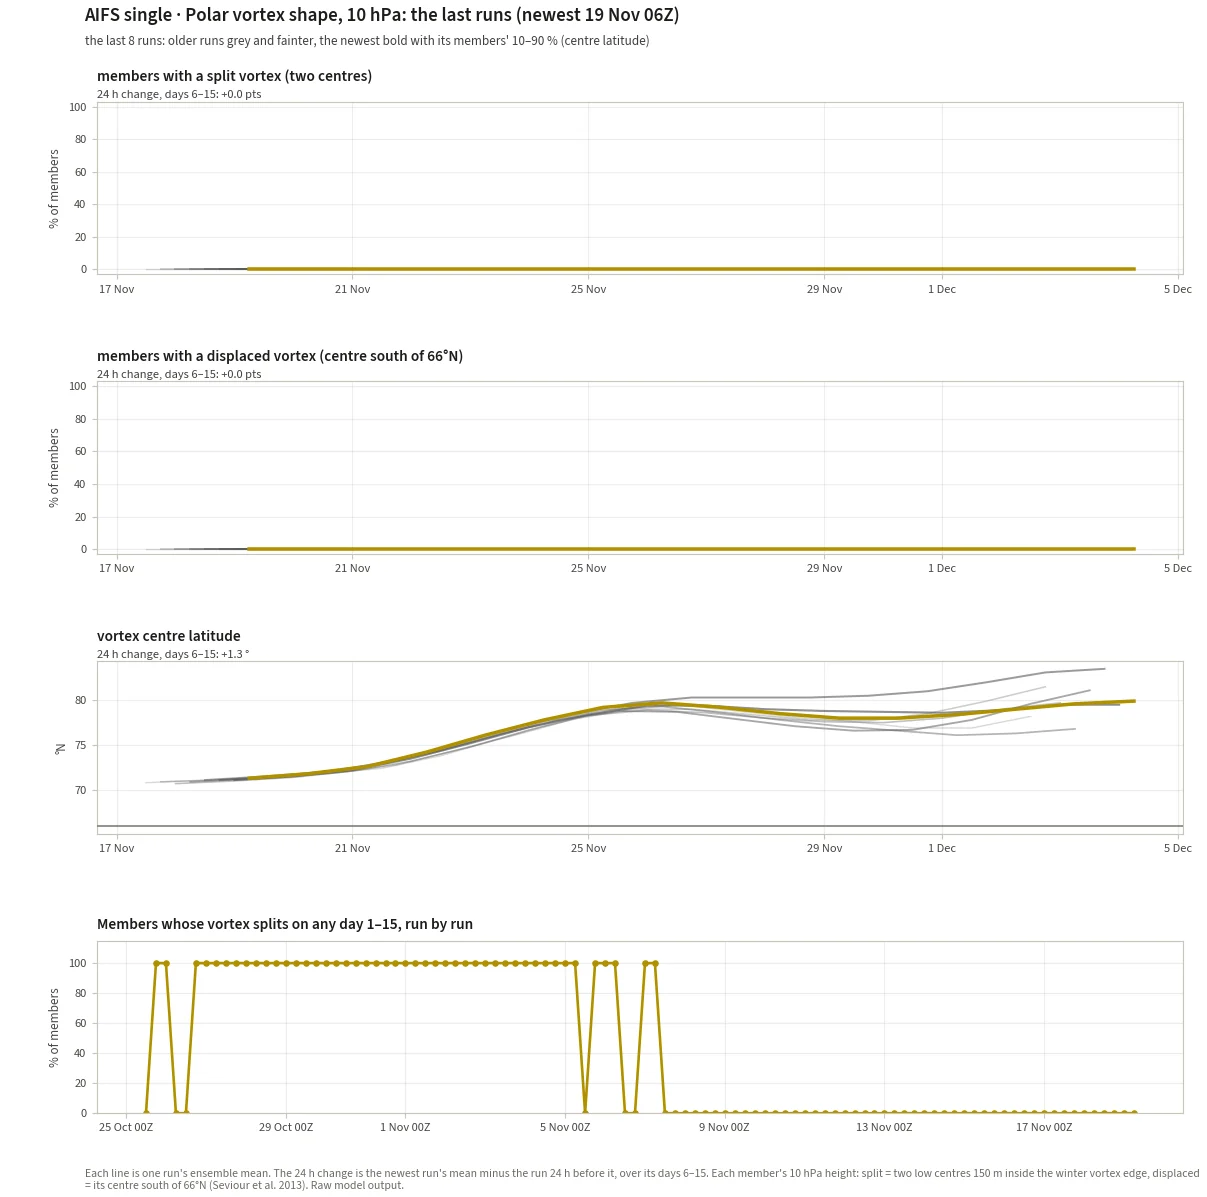 AIFS single · Polar vortex shape, 10 hPa: the last runs (newest 19 Nov 06Z)
the last 8 runs: older runs grey and fainter, the newest bold with its members' 10–90 % (centre latitude)
members with a split vortex (two centres)
24 h change, days 6–15: +0.0 pts
100
80
60
40
20
0
% of members
17 Nov 21 Nov 25 Nov 29 Nov 1 Dec 5 Dec
members with a displaced vortex (centre south of 66°N)
24 h change, days 6–15: +0.0 pts
100
80
60
40
20
0
% of members
17 Nov 21 Nov 25 Nov 29 Nov 1 Dec 5 Dec
vortex centre latitude
24 h change, days 6–15: +1.3 °
80
75
70
°N
17 Nov 21 Nov 25 Nov 29 Nov 1 Dec 5 Dec
Members whose vortex splits on any day 1–15, run by run
100
80
60
40
20
0
% of members
25 Oct 00Z 29 Oct 00Z 1 Nov 00Z 5 Nov 00Z 9 Nov 00Z 13 Nov 00Z 17 Nov 00Z
Each line is one run's ensemble mean. The 24 h change is the newest run's mean minus the run 24 h before it, over its days 6–15. Each member's 10 hPa height: split = two low centres 150 m inside the winter vortex edge, displaced
= its centre south of 66°N (Seviour et al. 2013). Raw model output.